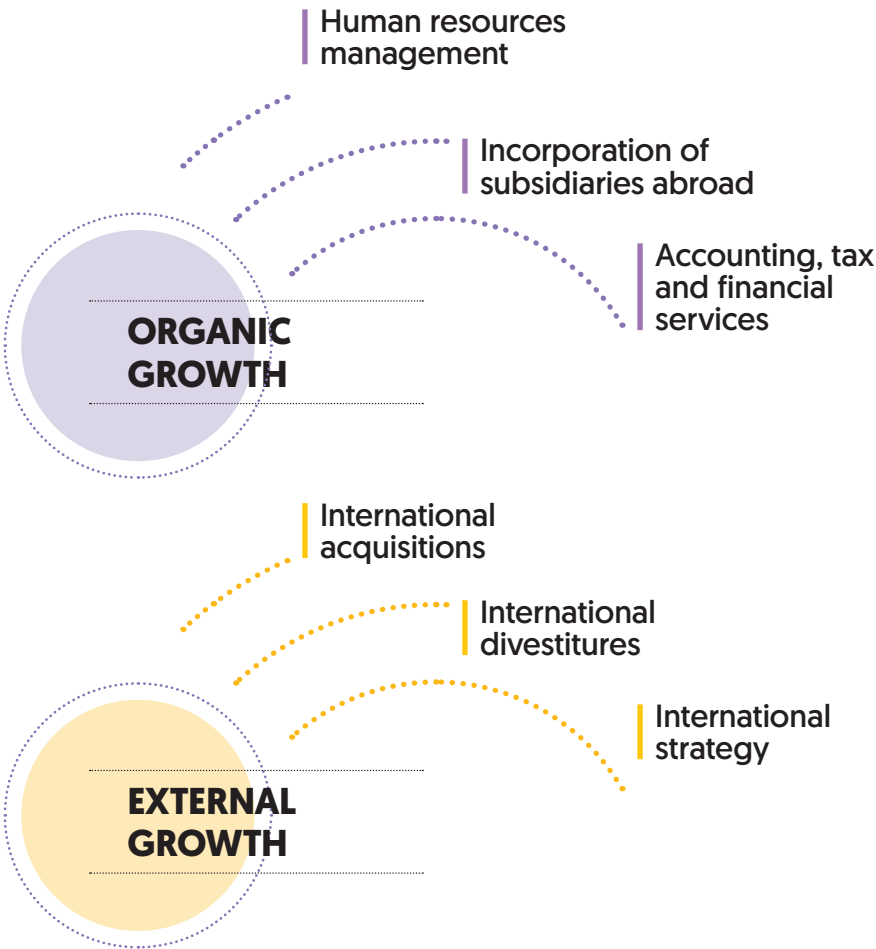 Human resources
management
Incorporation of
subsidiaries abroad
Accounting, tax
and financial
services
ORGANIC
GROWTH
International
acquisitions
International
divestitures
International
strategy
EXTERNAL
GROWTH